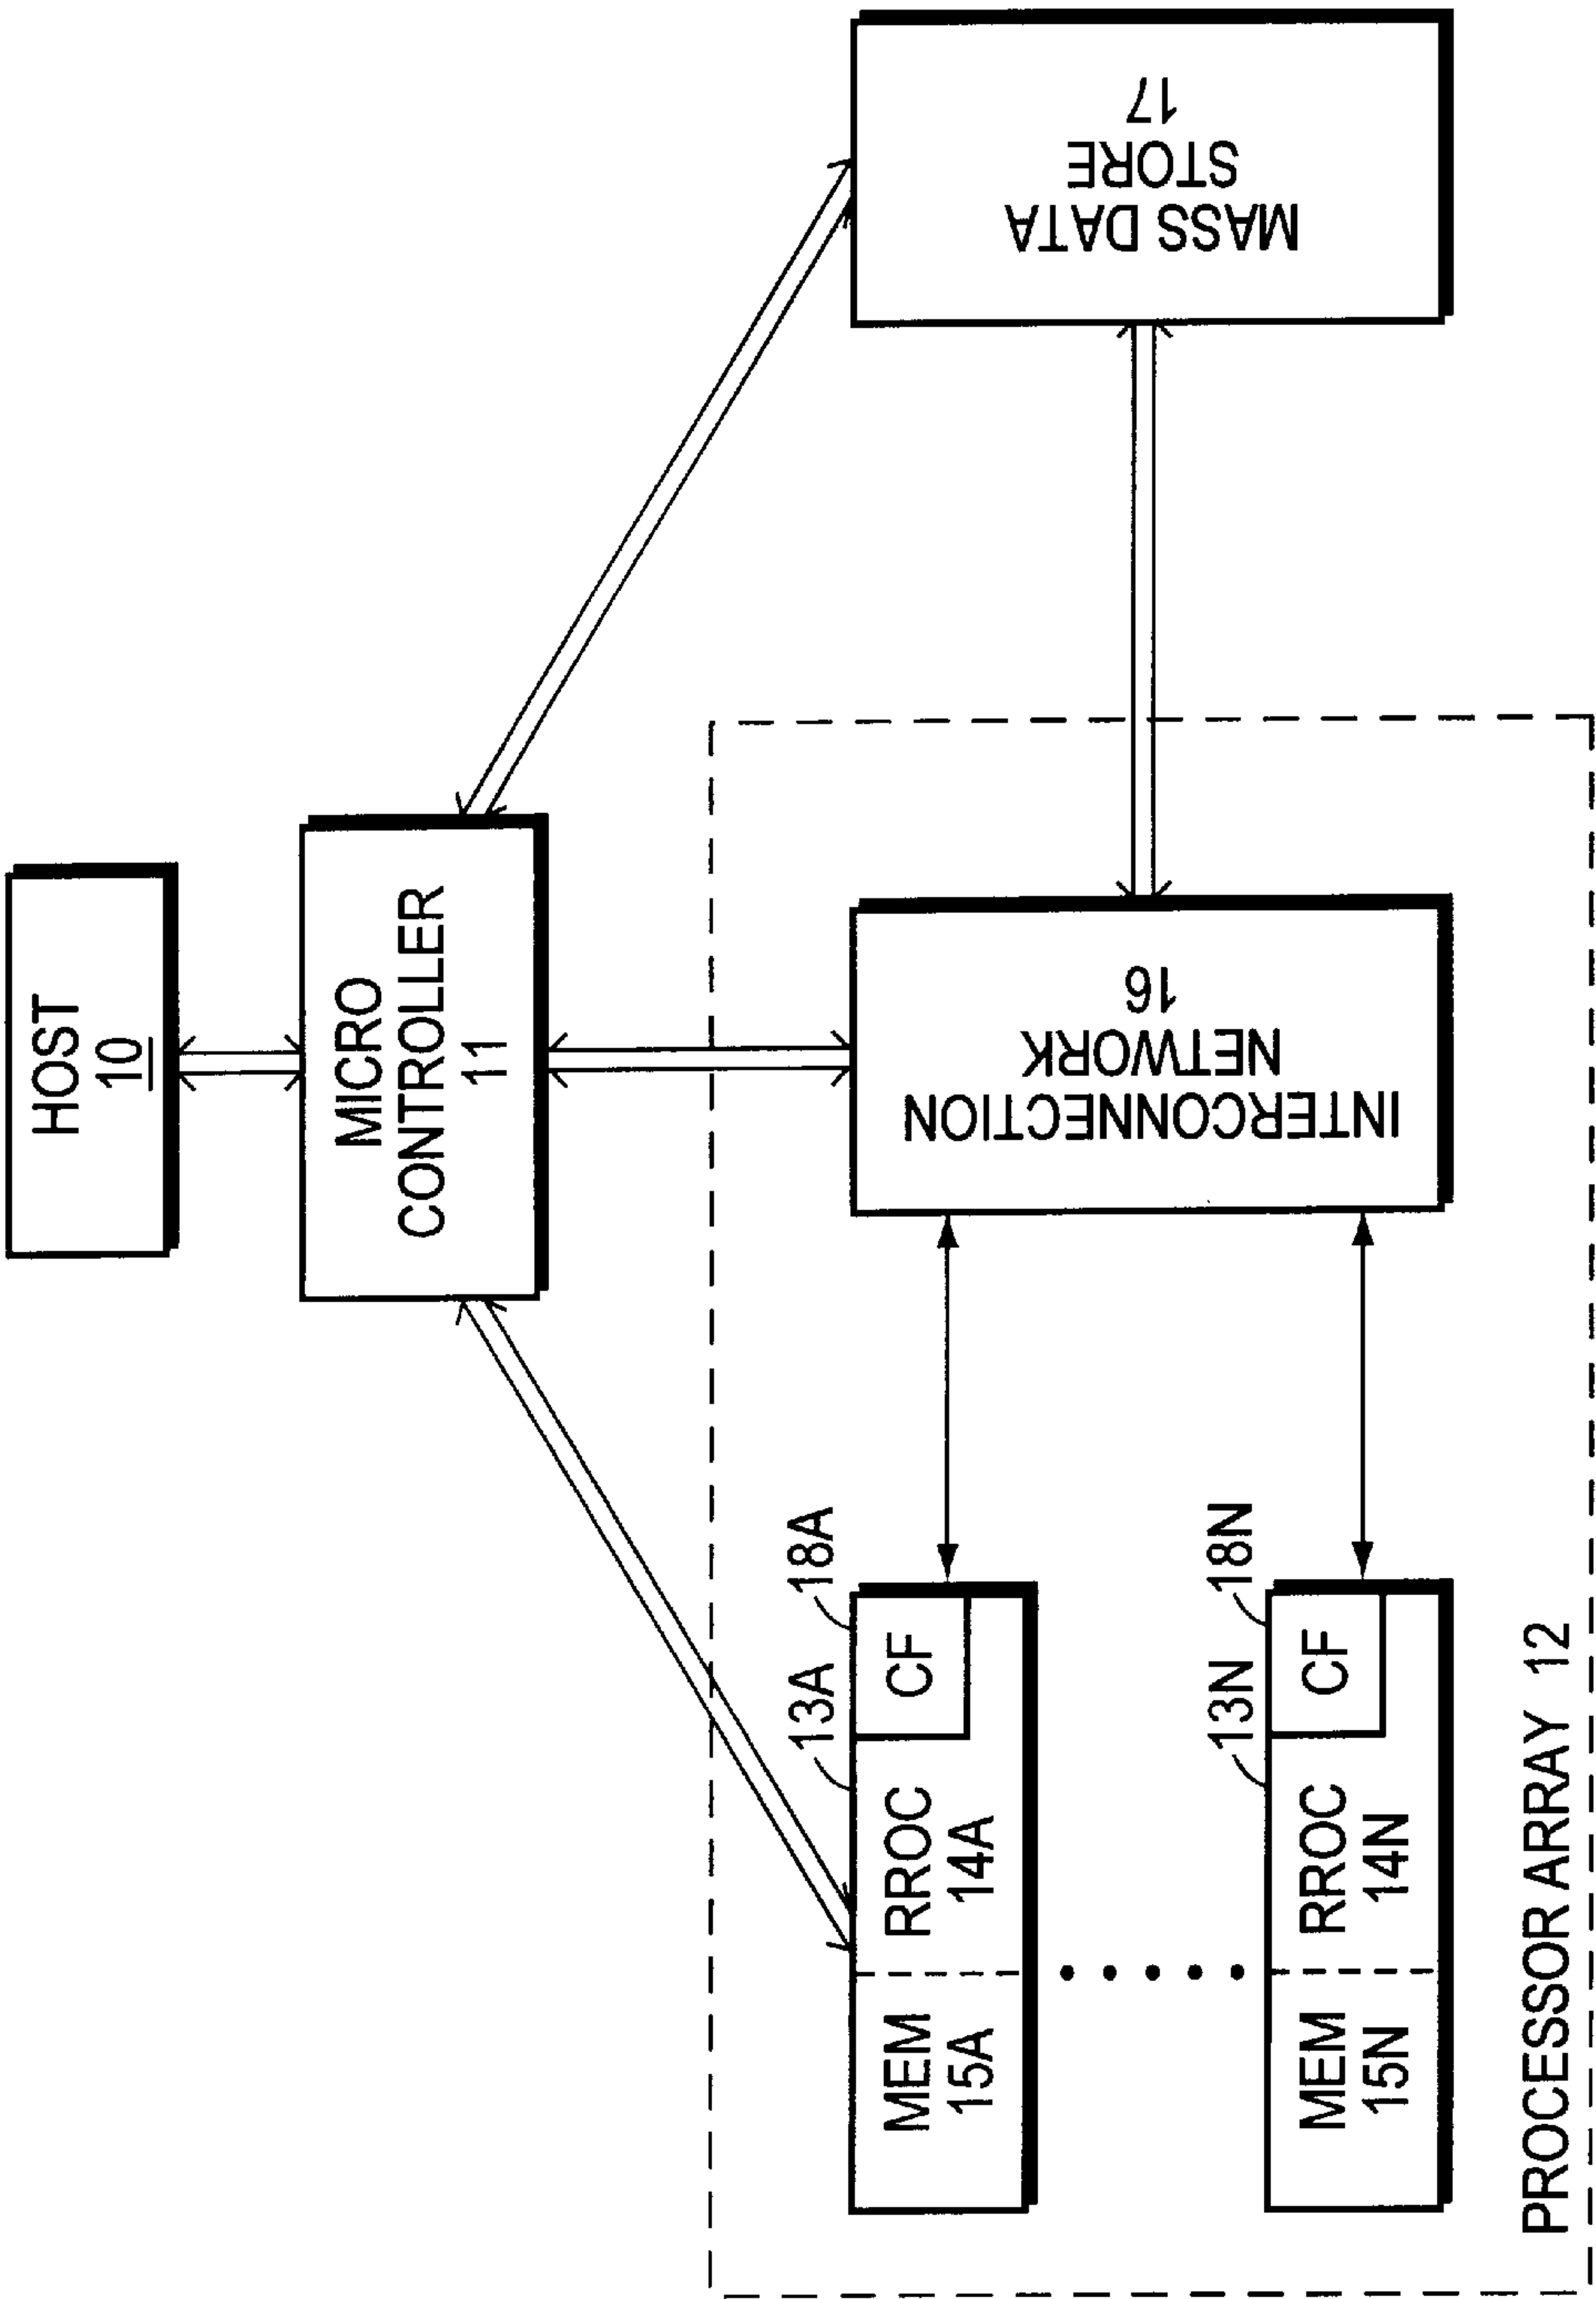 HOST
10
MICRO
CONTROLLER
11
18A
13A
CF
RROC
14A
MEM
15A
18N
13N
CF
RROC
14N
MEM
15N
INTERCONNECTION
NETWORK
16
MASS DATA
STORE
17
PROCESSOR ARRAY 12